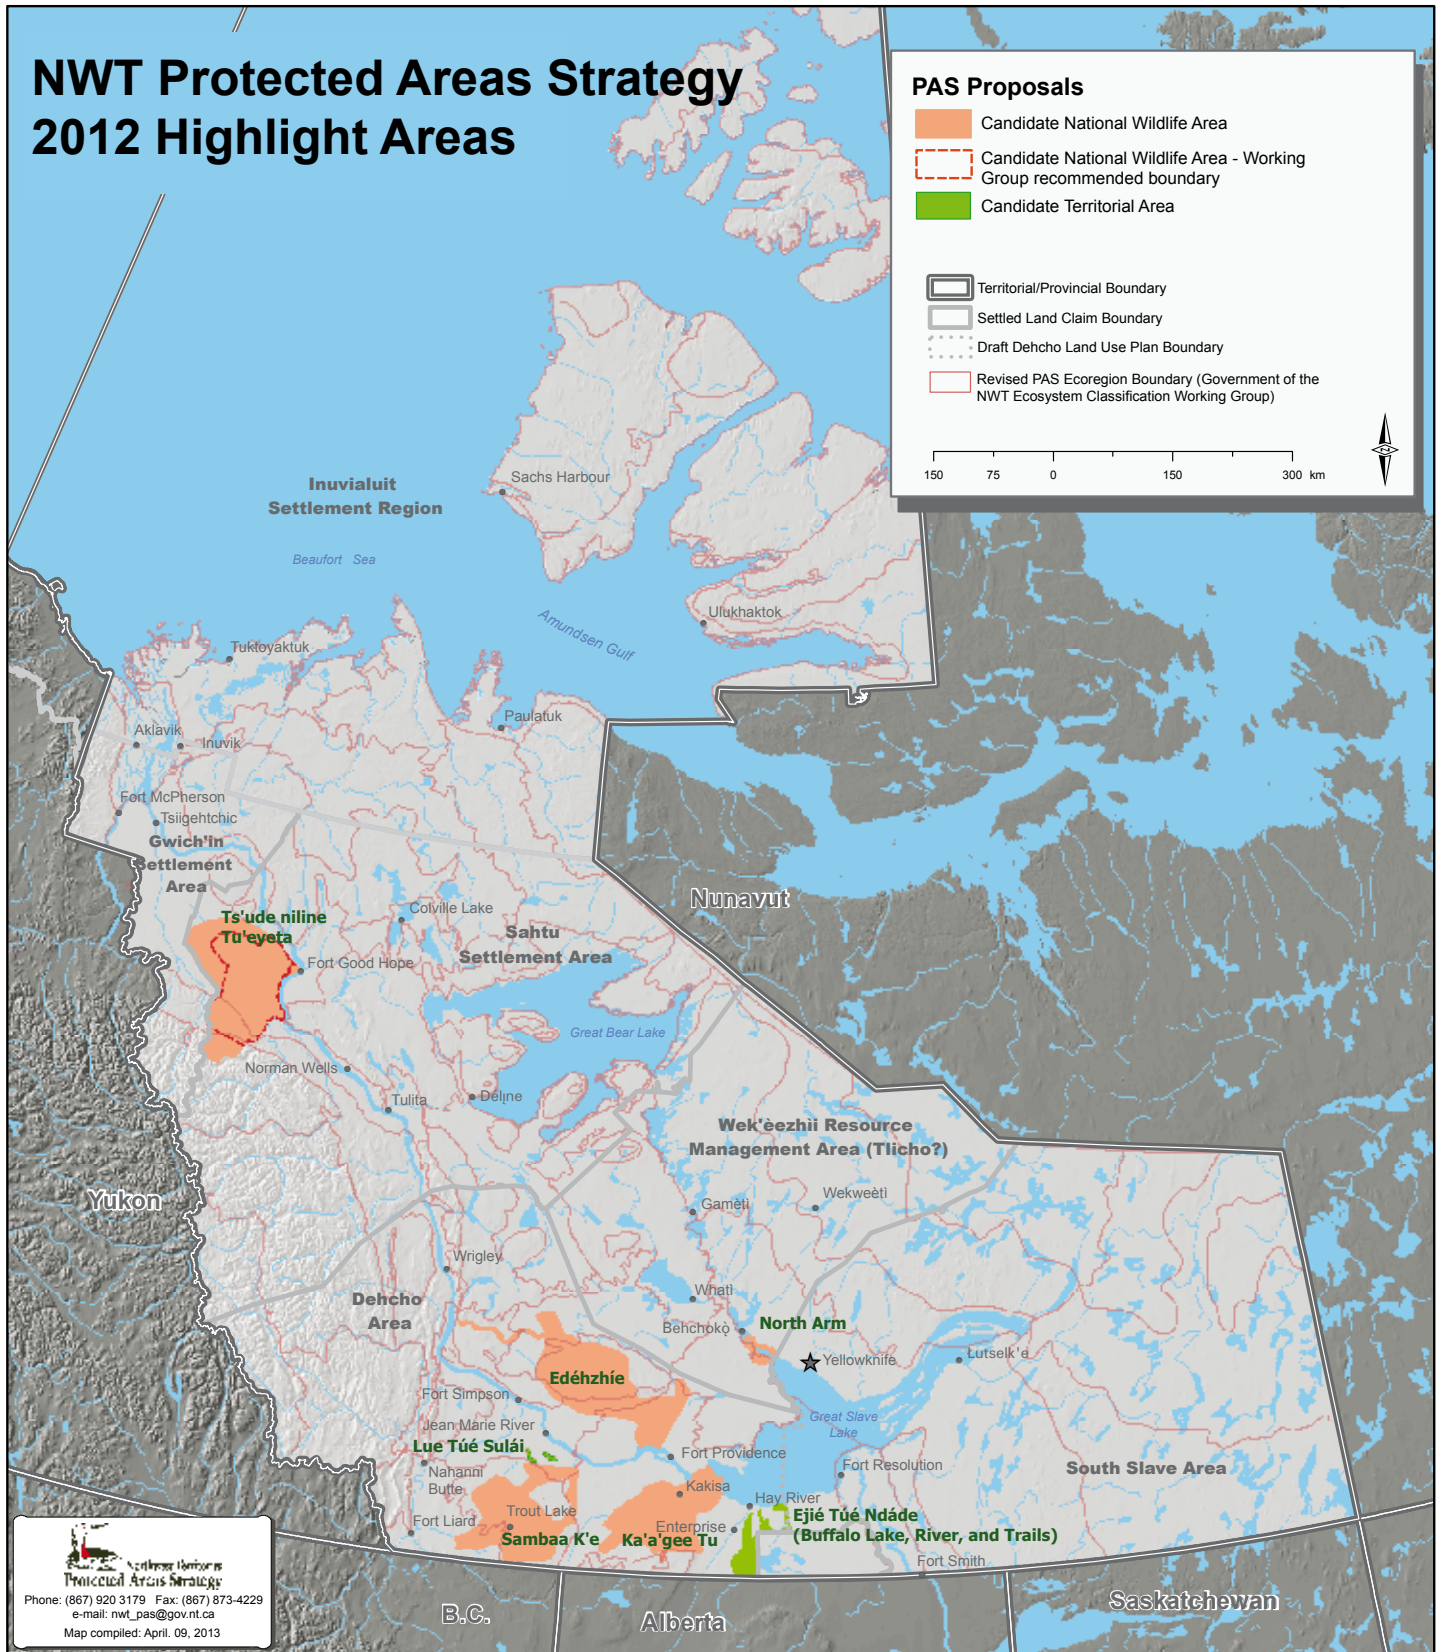 NWT Protected Areas Strategy
2012 Highlight Areas
PAS Proposals
Candidate National Wildlife Area
Candidate National Wildlife Area - Working
Group recommended boundary
Candidate Territorial Area
Territorial/Provincial Boundary
Settled Land Claim Boundary
Draft Dehcho Land Use Plan Boundary
Revised PAS Ecoregion Boundary (Government of the
NWT Ecosystem Classification Working Group)
150 75 0 150 300 km
Z
Sachs Harbour
Inuvialuit
Settlement Region
Beaufort Sea
Ulukhaktok
Amundsen Gulf
Tuktoyaktuk
Paulatuk
Aklavik
Inuvik
Fort McPherson
Tsiigehtchic
Gwich'in
Settlement
Area
Nunavut
Ts'ude niline
Tu'eyeta
Colville Lake
Sahtu
Settlement Area
Fort Good Hope
Great Bear Lake
Norman Wells
Tulita
Délįne
Wek'èezhìi Resource
Management Area (Tlicho?)
Yukon
Gamètì
Wekweètì
Wrigley
Dehcho
Area
Whatì
Behchokǫ̀
North Arm
Yellowknife
Łutselk'e
Edéhzhíe
Fort Simpson
Great Slave
Lake
Jean Marie River
Lue Túé Sulái
Fort Providence
Fort Resolution
South Slave Area
Nahanni
Butte
Kakisa
Hay River
Trout Lake
Fort Liard
Sambaa K'e
Ka'a'gee Tu
Enterprise
Ejié Túé Ndáde
(Buffalo Lake, River, and Trails)
Fort Smith
Northwest Territories
Protected Areas Strategy
Phone: (867) 920 3179 Fax: (867) 873-4229
e-mail: nwt_pas@gov.nt.ca
Map compiled: April. 09, 2013
B.C.
Alberta
Saskatchewan